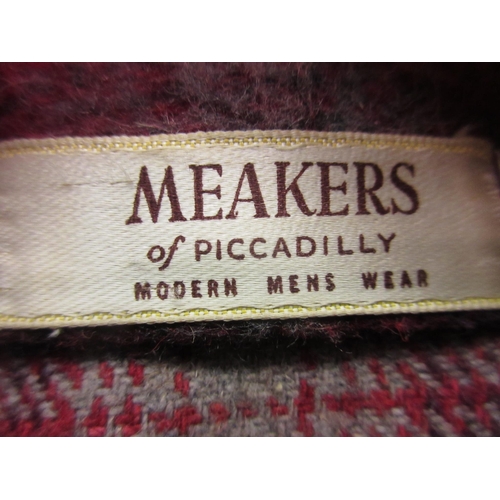 MEAKERS
of PICCADILLY
MODERN MENS WEAR